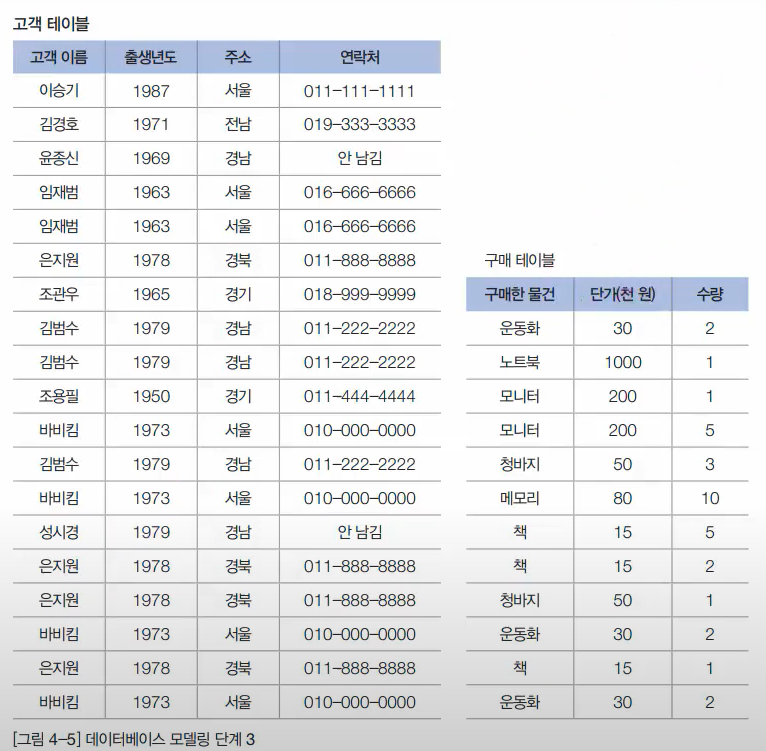 고객 테이블
고객 이름 출생년도 주소 연락처
이승기 1987 서울 011-111-1111
김경호 1971 전남 019-333-3333
윤종신 1969 경남 안 남김
임재범 1963 서울 016-666-6666
임재범 1963 서울 016-666-6666
은지원 1978 경북 011-888-8888
조관우 1965 경기 018-999-9999
김범수 1979 경남 011-222-2222
김범수 1979 경남 011-222-2222
조용필 1950 경기 011-444-4444
바비킴 1973 서울 010-000-0000
김범수 1979 경남 011-222-2222
바비킴 1973 서울 010-000-0000
성시경 1979 경남 안 남김
은지원 1978 경북 011-888-8888
은지원 1978 경북 011-888-8888
바비킴 1973 서울 010-000-0000
은지원 1978 경북 011-888-8888
바비킴 1973 서울 010-000-0000
구매 테이블
구매한 물건 단가(천 원) 수량
운동화 30 2
노트북 1000 1
모니터 200 1
모니터 200 5
청바지 50 3
메모리 80 10
책 15 5
책 15 2
청바지 50 1
운동화 30 2
책 15 1
운동화 30 2
[그림 4-5] 데이터베이스 모델링 단계 3